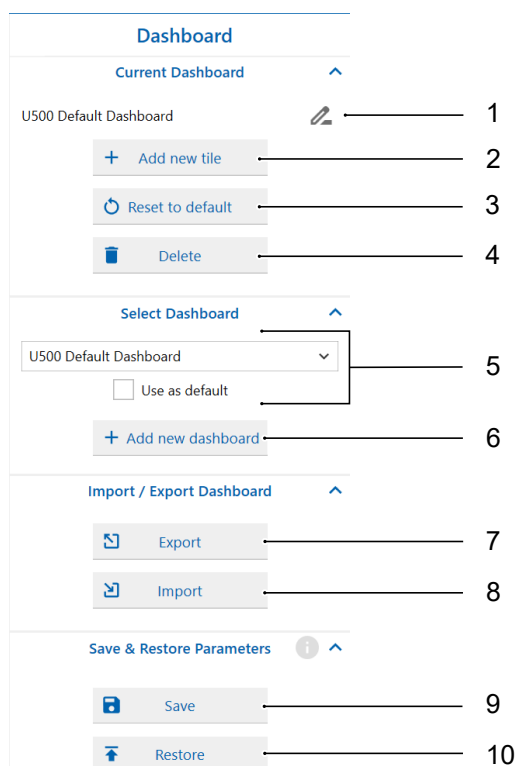 Dashboard
Current Dashboard
U500 Default Dashboard
1
Add new tile
2
Reset to default
3
Delete
4
Select Dashboard
U500 Default Dashboard
5
Use as default
Add new dashboard
6
Import / Export Dashboard
Export
7
Import
8
Save & Restore Parameters
i
Save
9
Restore
10